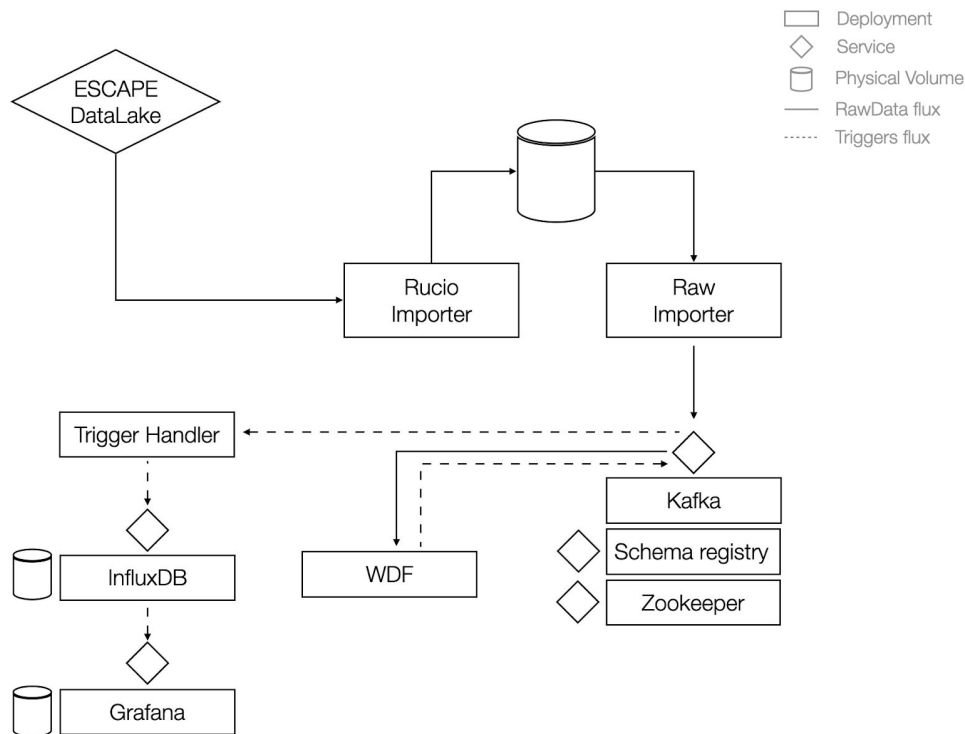 Deployment
Service
Physical Volume
RawData flux
Triggers flux
ESCAPE
DataLake
Rucio
Importer
Raw
Importer
Trigger Handler
Kafka
Schema registry
Zookeeper
WDF
InfluxDB
Grafana